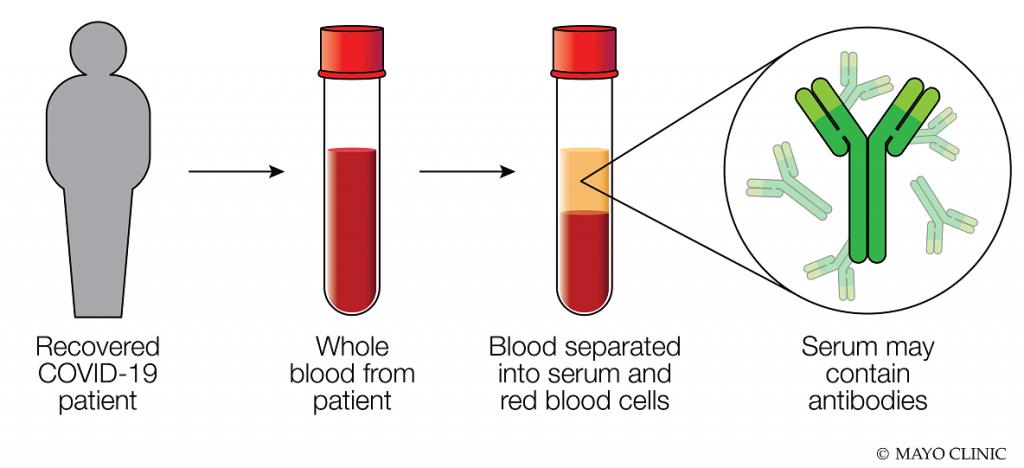 Recovered
COVID-19
patient
Whole
blood from
patient
Blood separated
into serum and
red blood cells
Serum may
contain
antibodies
© MAYO CLINIC